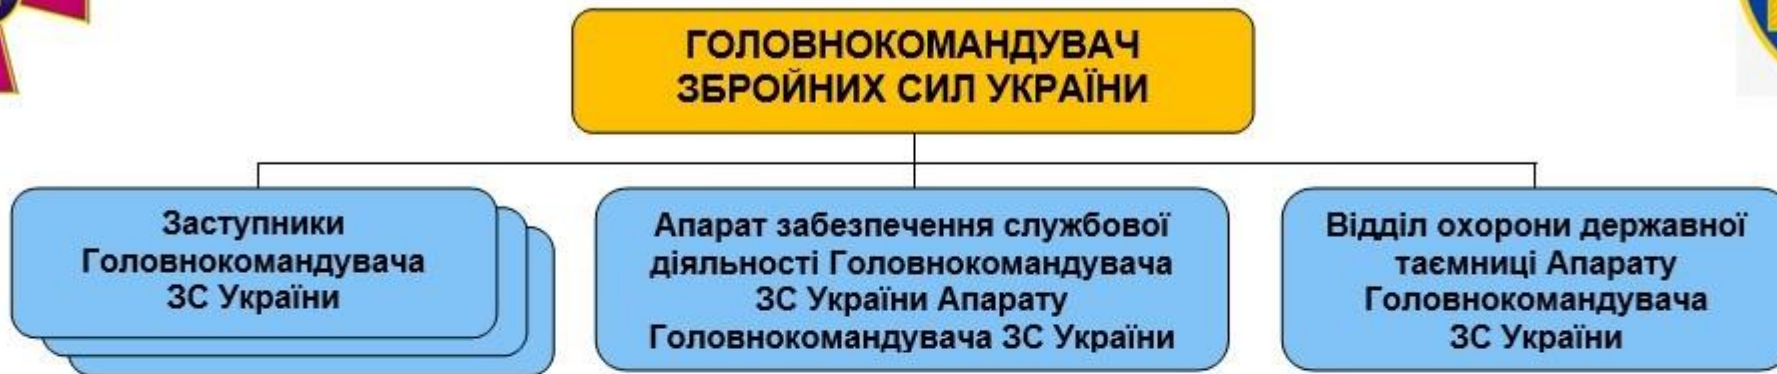 ГОЛОВНОКОМАНДУВАЧ
ЗБРОЙНИХ СИЛ УКРАЇНИ
Заступники
Головнокомандувача
ЗС України
Апарат забезпечення службової
діяльності Головнокомандувача
ЗС України Апарату
Головнокомандувача ЗС України
Відділ охорони державної
таємниці Апарату
Головнокомандувача
ЗС України